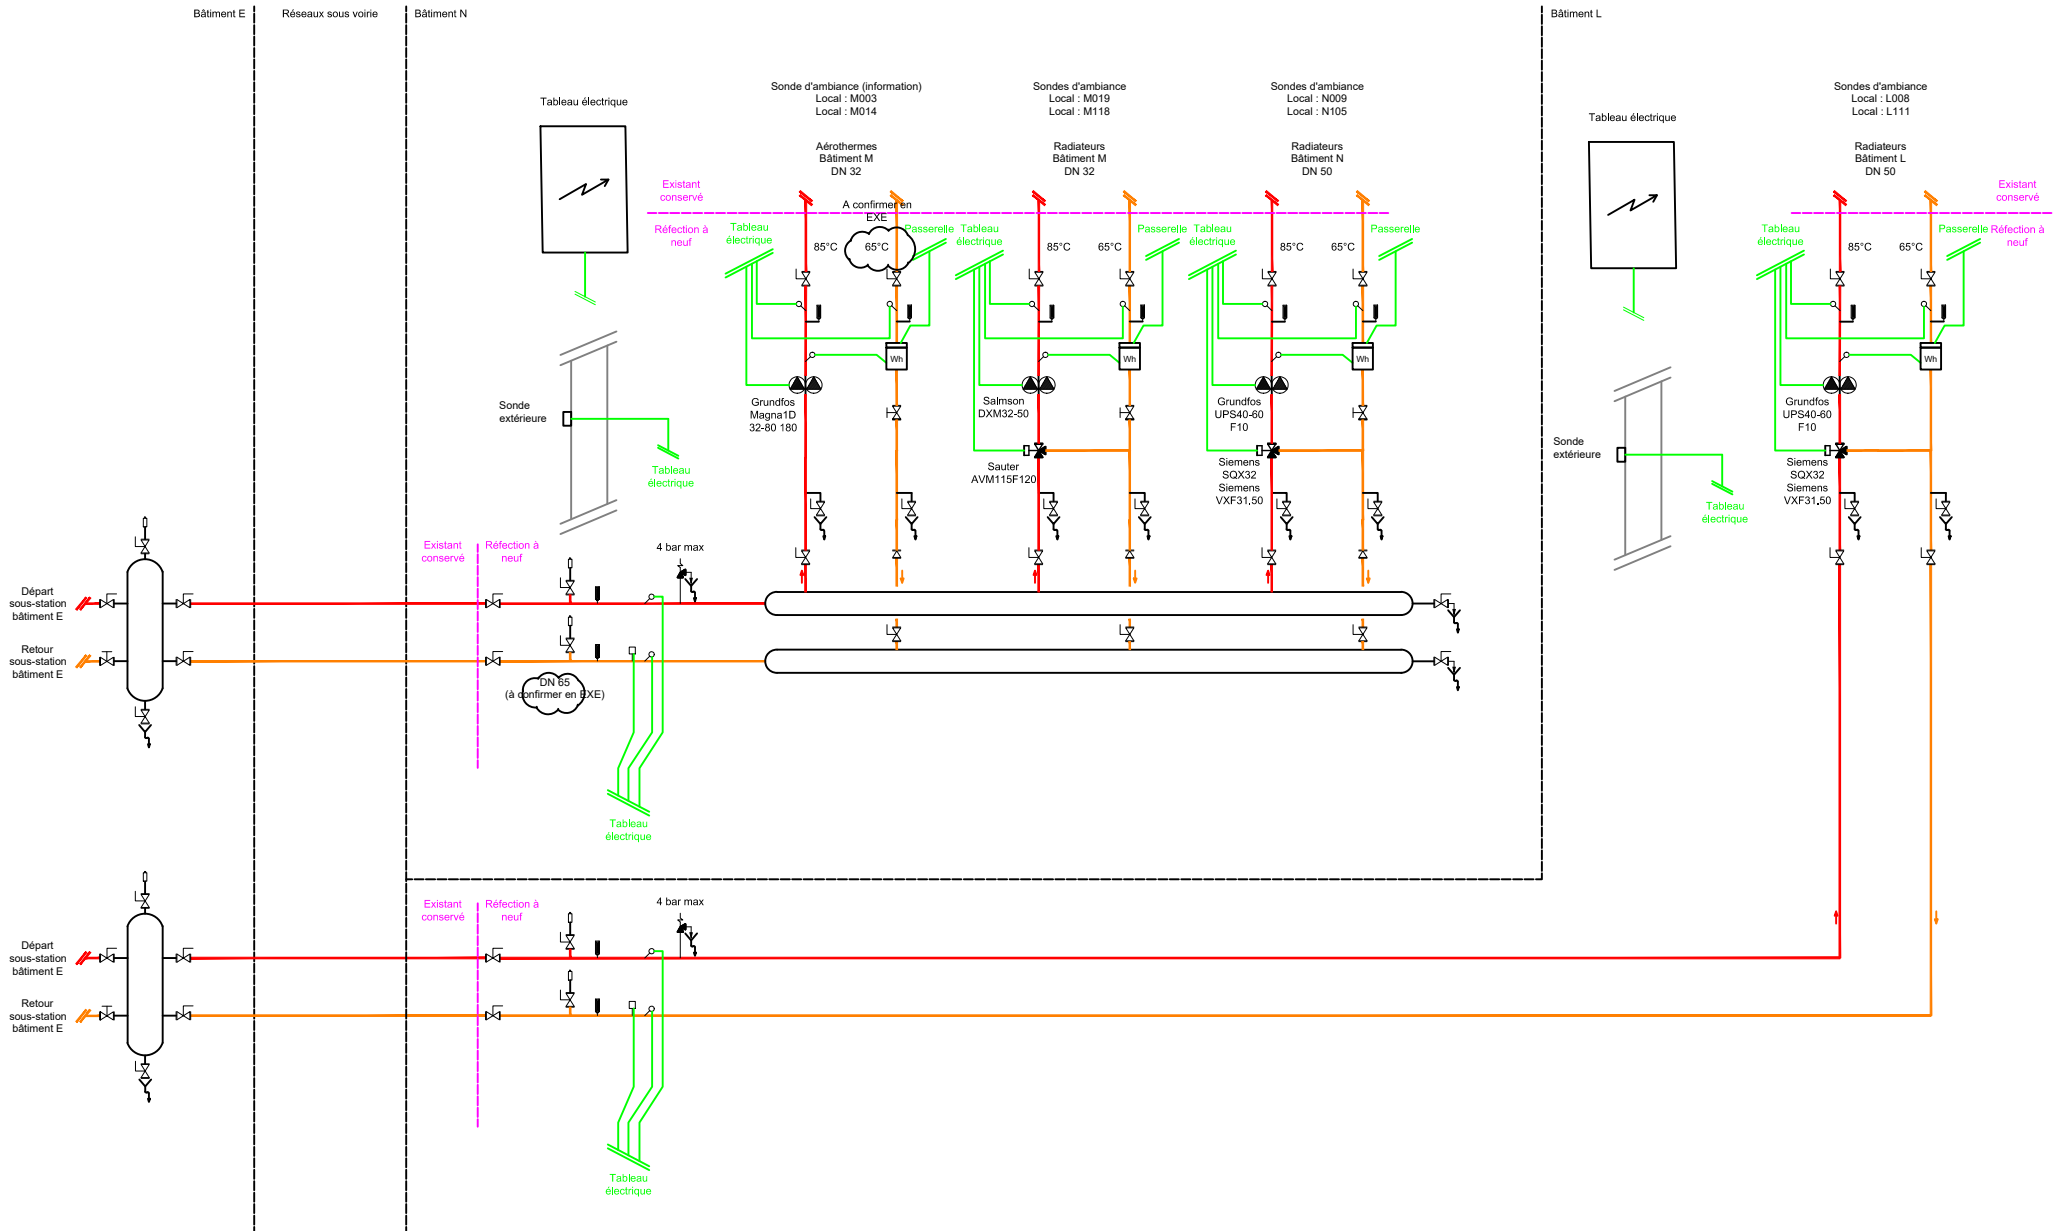 Bâtiment E
Réseaux sous voirie
Bâtiment N
Bâtiment L
Tableau électrique
Sonde d'ambiance (information)
Local : M003
Local : M014
Aérothermes
Bâtiment M
DN 32
Sondes d'ambiance
Local : M019
Local : M118
Radiateurs
Bâtiment M
DN 32
Sondes d'ambiance
Local : N009
Local : N105
Radiateurs
Bâtiment N
DN 50
Tableau électrique
Sondes d'ambiance
Local : L008
Local : L111
Radiateurs
Bâtiment L
DN 50
Existant
conservé
Réfection à
neuf
A confirmer en
EXE
Existant
conservé
Réfection à
neuf
Tableau
électrique
85°C
65°C
Passerelle
Tableau
électrique
85°C
65°C
Passerelle
Tableau
électrique
85°C
65°C
Passerelle
Tableau
électrique
85°C
65°C
Passerelle
Wh
Wh
Wh
Wh
Grundfos
Magna1D
32-80 180
Salmson
DXM32-50
Sauter
AVM115F120
Grundfos
UPS40-60
F10
Siemens
SQX32
Siemens
VXF31.50
Grundfos
UPS40-60
F10
Siemens
SQX32
Siemens
VXF31.50
Sonde
extérieure
Tableau
électrique
Sonde
extérieure
Tableau
électrique
Existant
conservé
Réfection à
neuf
4 bar max
Départ
sous-station
bâtiment E
Retour
sous-station
bâtiment E
DN 65
(à confirmer en EXE)
Tableau
électrique
Existant
conservé
Réfection à
neuf
4 bar max
Départ
sous-station
bâtiment E
Retour
sous-station
bâtiment E
Tableau
électrique